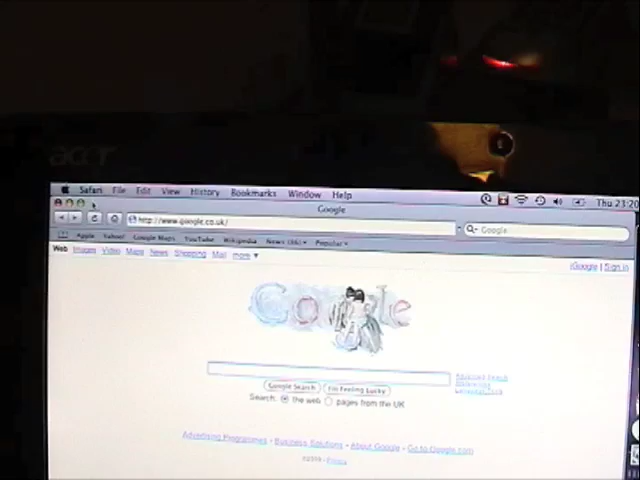 acer
Safari File Edit View History Bookmarks Window Help Thu 23:20
Google
http://www.google.co.uk/ Google
Apple Yahoo! Google Maps YouTube Wikipedia News Popular
Web Images Video Maps News Shopping Mail more ▼ iGoogle | Sign in
Google
Advanced Search
Preferences
Language Tools
Google Search I'm Feeling Lucky
Search: the web pages from the UK
Advertising Programmes - Business Solutions - About Google - Go to Google.com
Privacy